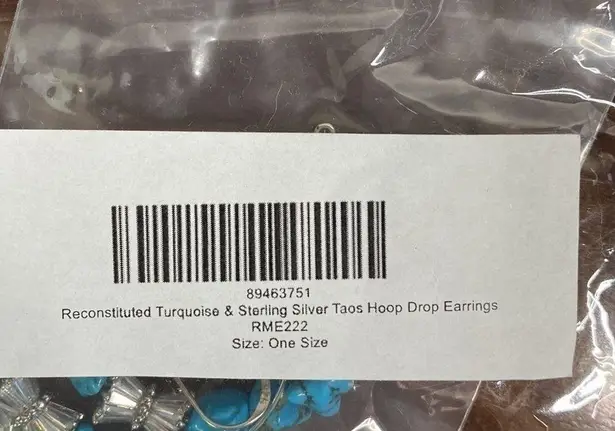 89463751
Reconstituted Turquoise & Sterling Silver Taos Hoop Drop Earrings
RME222
Size: One Size